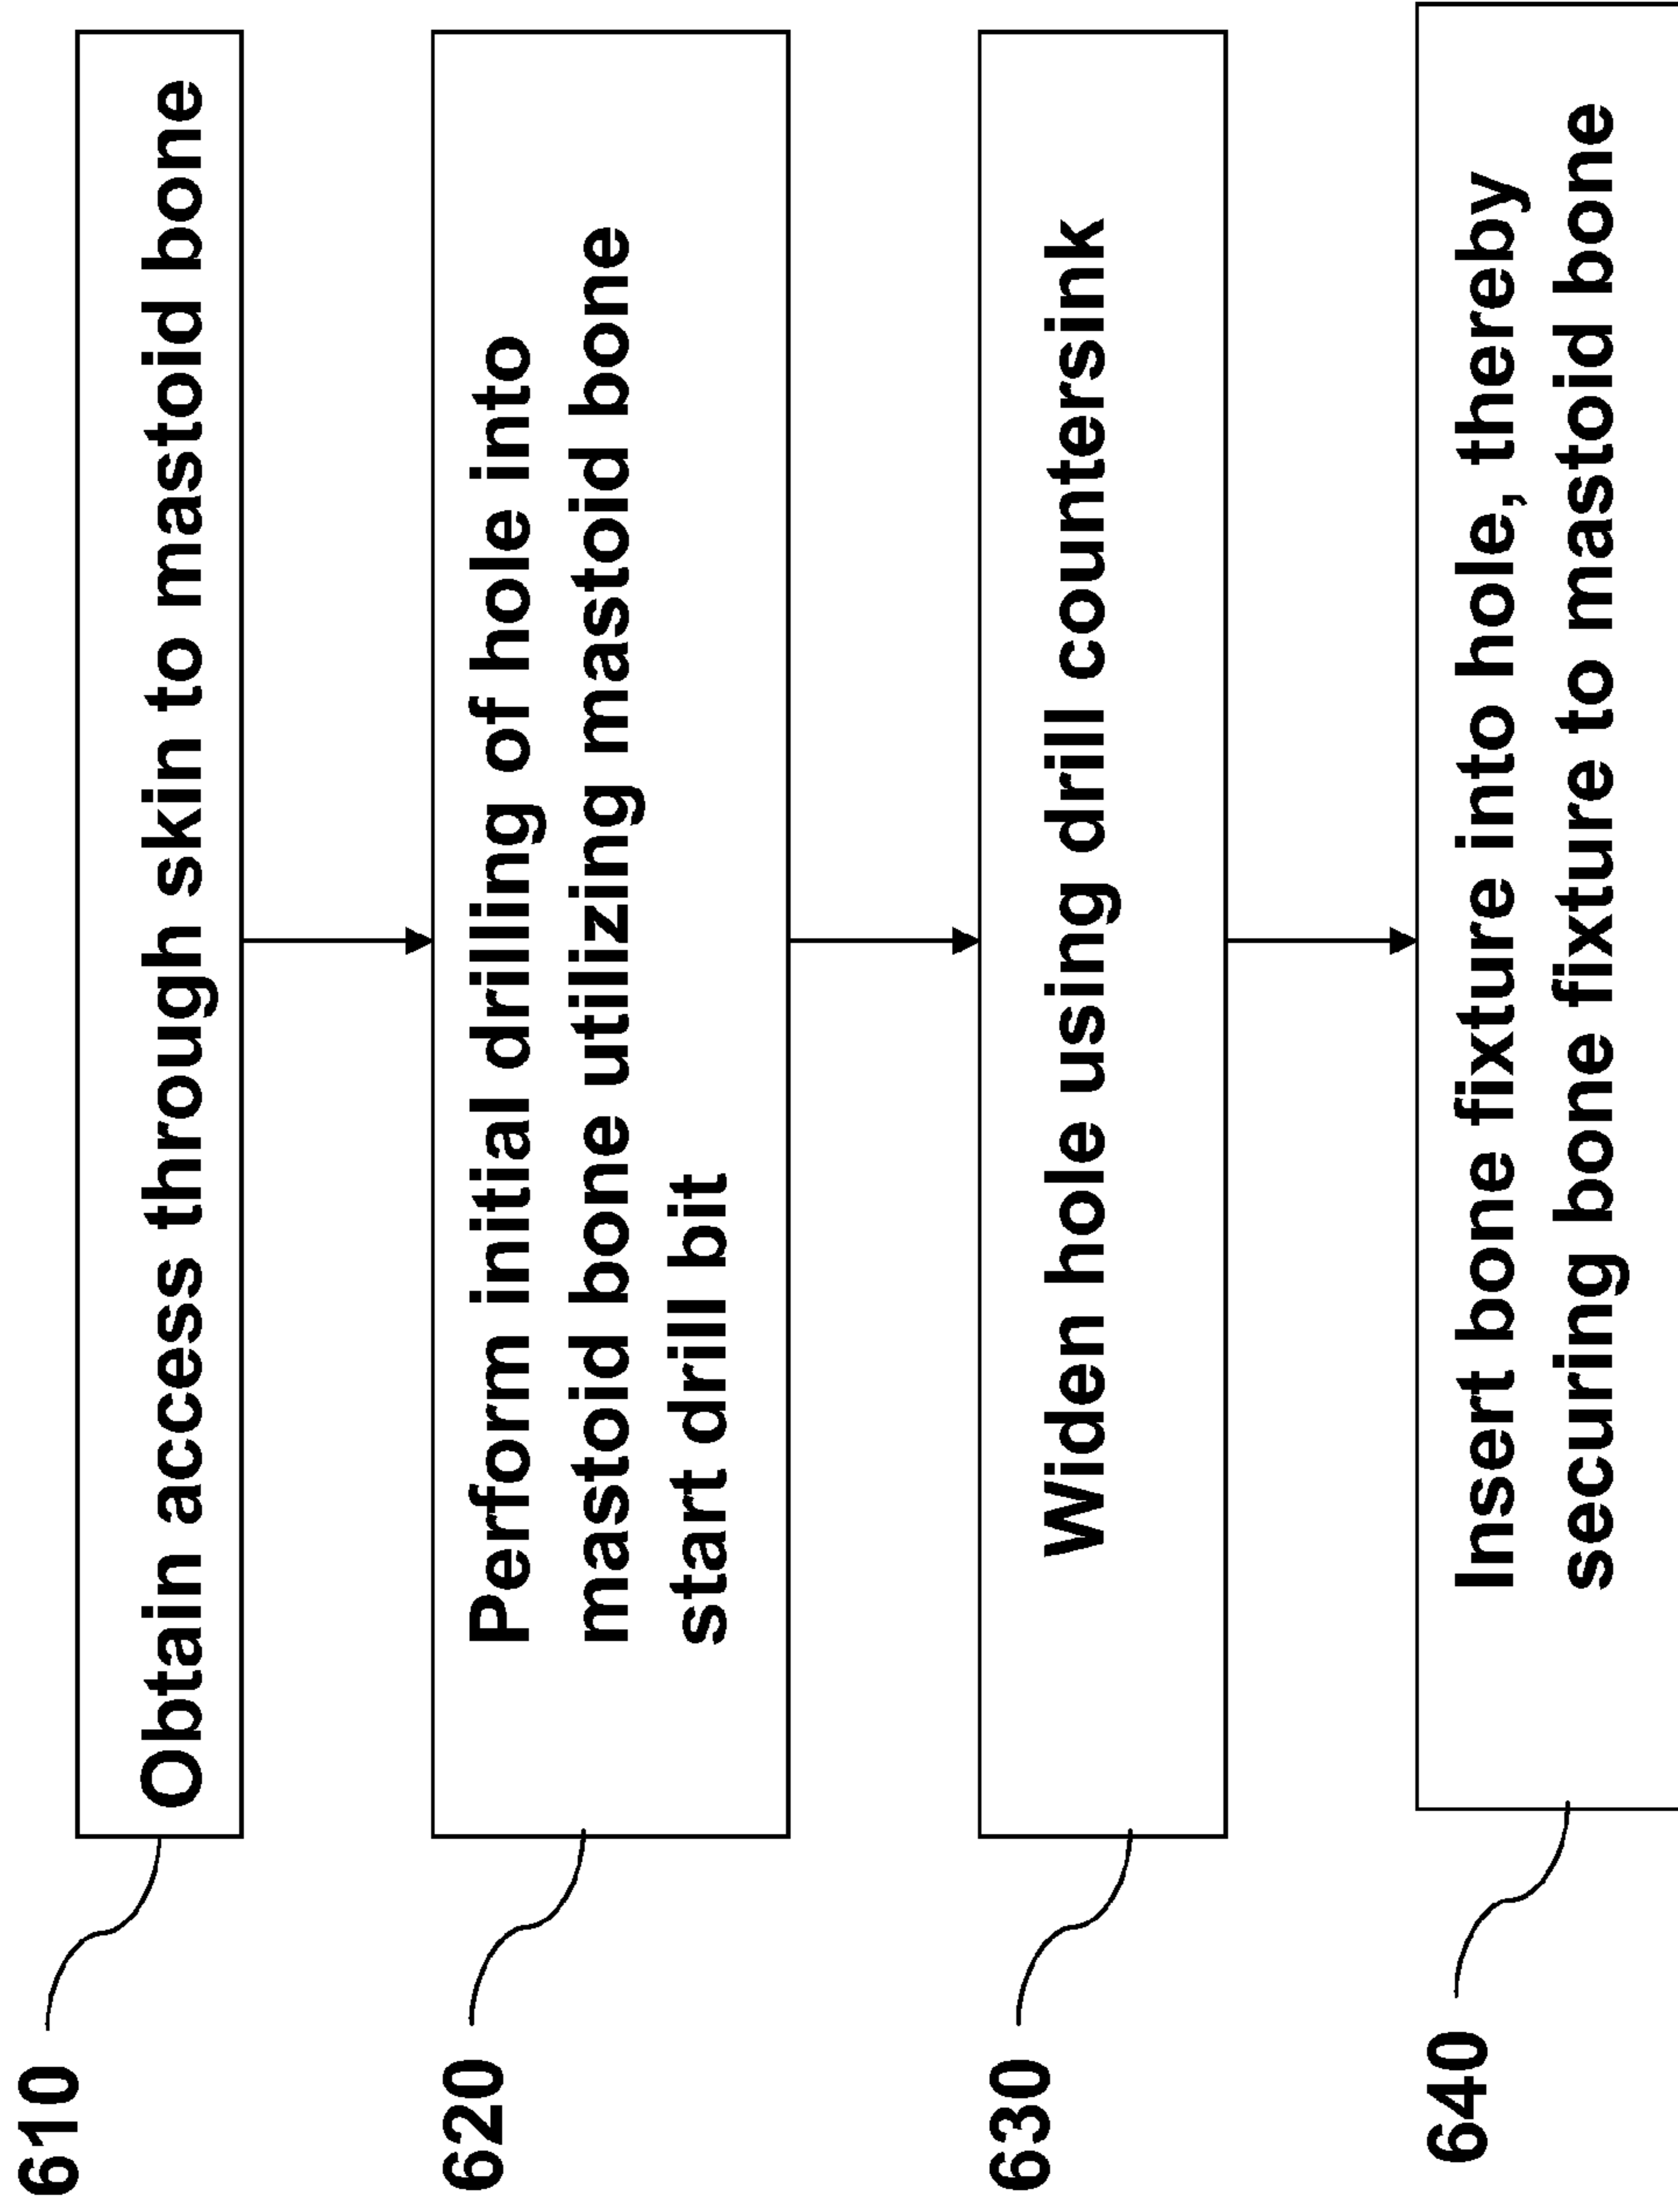 610
Obtain access through skin to mastoid bone
620
Perform initial drilling of hole into
mastoid bone utilizing mastoid bone
start drill bit
630
Widen hole using drill countersink
640
Insert bone fixture into hole, thereby
securing bone fixture to mastoid bone